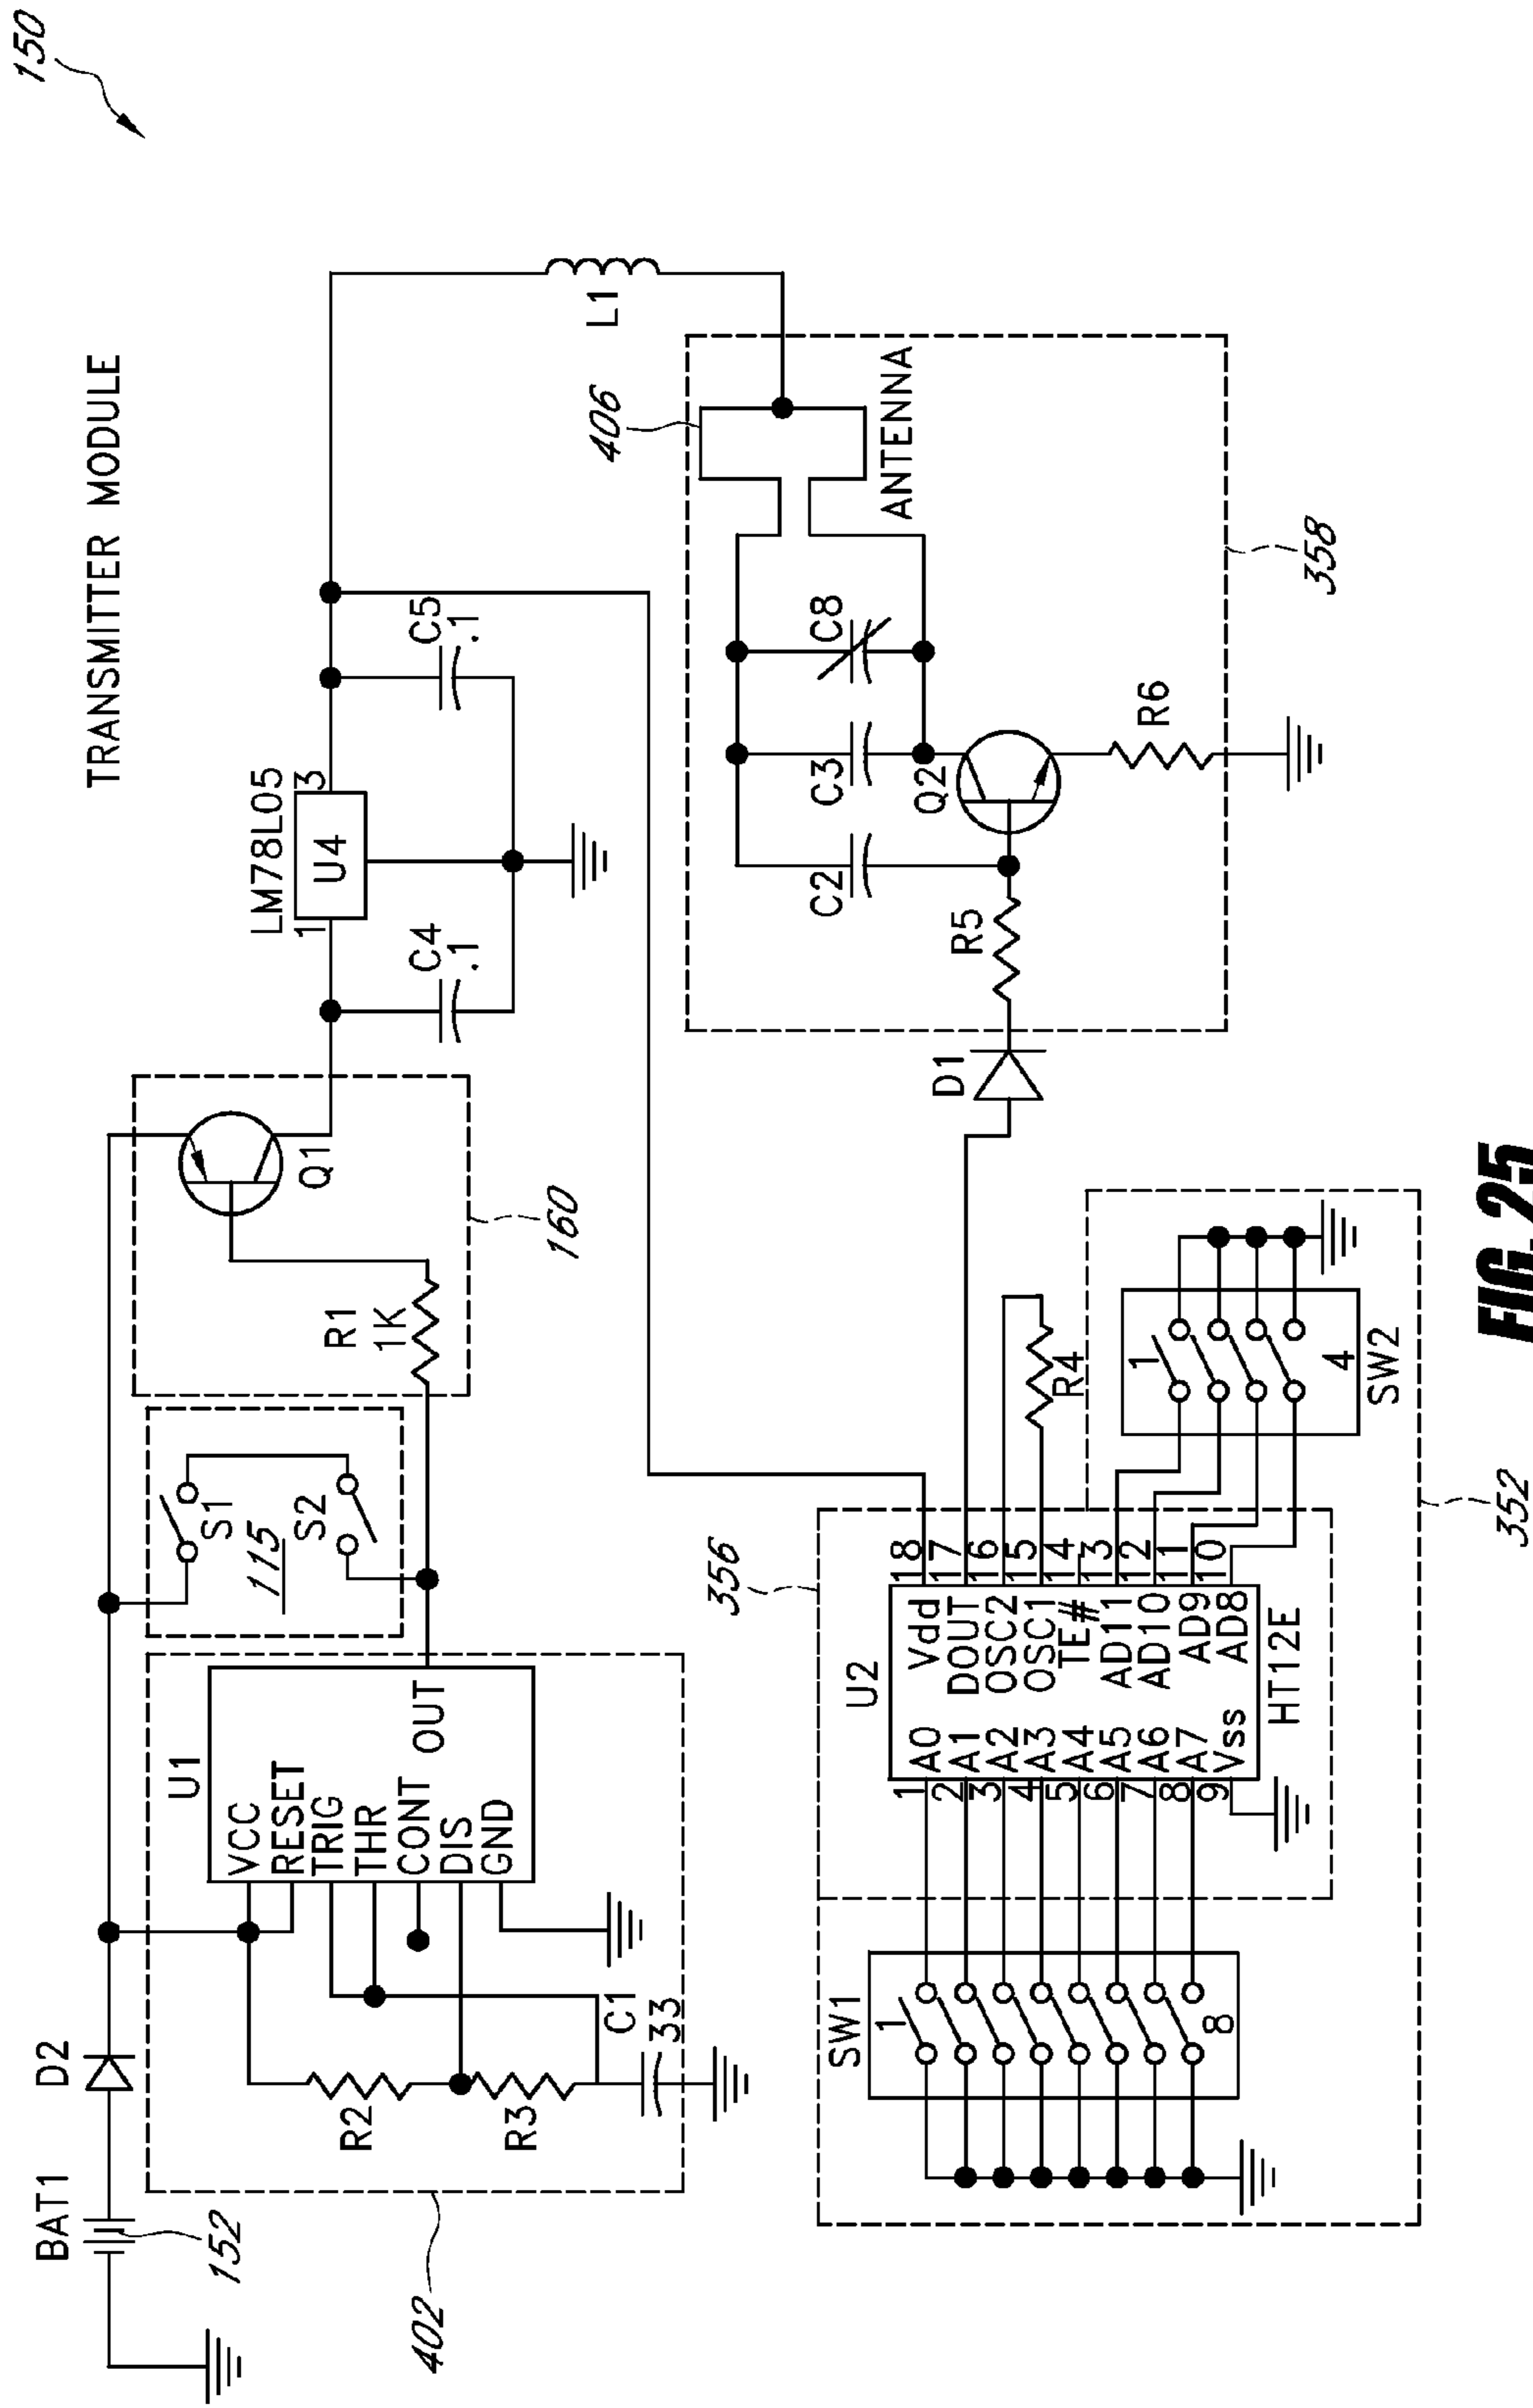 150
TRANSMITTER MODULE
BAT1
D2
152
402
U1
VCC
RESET
TRIG
THR
CONT
DIS
GND
OUT
R2
R3
C1
33
S1
115
S2
R1
1K
Q1
160
LM78L05
1
U4
3
C4
.1
C5
.1
L1
406
ANTENNA
C2
C3
C8
Q2
R5
R6
358
D1
SW1
1
8
U2
356
1 A0
2 A1
3 A2
4 A3
5 A4
6 A5
7 A6
8 A7
9 Vss
Vdd 18
DOUT 17
OSC2 16
OSC1 15
TE# 14
AD11 13
AD10 12
AD9 11
AD8 10
HT12E
R4
1
4
SW2
352
FIG. 25